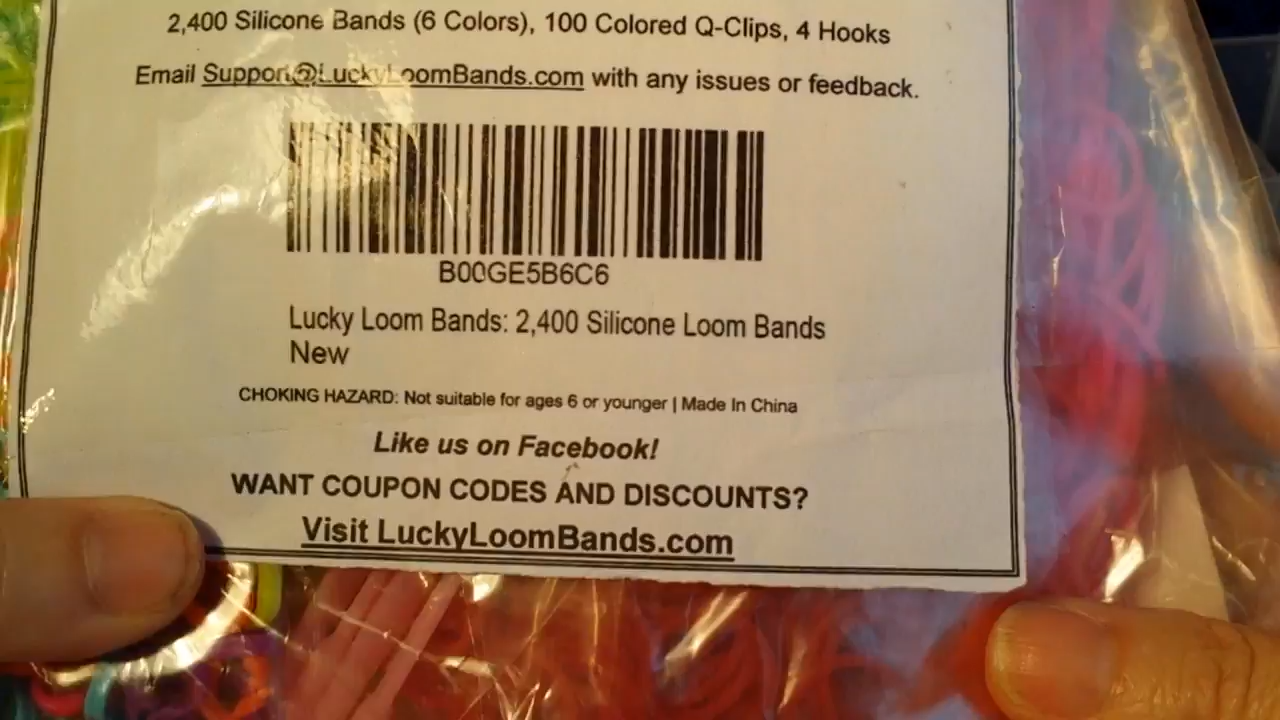 2,400 Silicone Bands (6 Colors), 100 Colored Q-Clips, 4 Hooks
Email Support@LuckyLoomBands.com with any issues or feedback.
B00GE5B6C6
Lucky Loom Bands: 2,400 Silicone Loom Bands
New
CHOKING HAZARD: Not suitable for ages 6 or younger | Made In China
Like us on Facebook!
WANT COUPON CODES AND DISCOUNTS?
Visit LuckyLoomBands.com